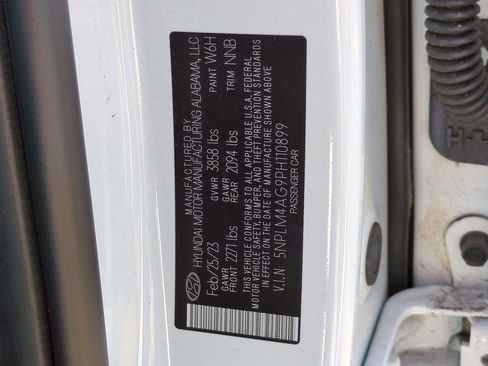 MANUFACTURED BY
HYUNDAI MOTOR MANUFACTURING ALABAMA, LLC
Feb/25/23 GVWR 3858 lbs PAINT W6H
GAWR FRONT 2271 lbs GAWR REAR 2094 lbs TRIM NNB
THIS VEHICLE CONFORMS TO ALL APPLICABLE U.S.A. FEDERAL
MOTOR VEHICLE SAFETY, BUMPER, AND THEFT PREVENTION STANDARDS
IN EFFECT ON THE DATE OF MANUFACTURE SHOWN ABOVE
V.I.N 5NPLM4AG9PH110899
PASSENGER CAR